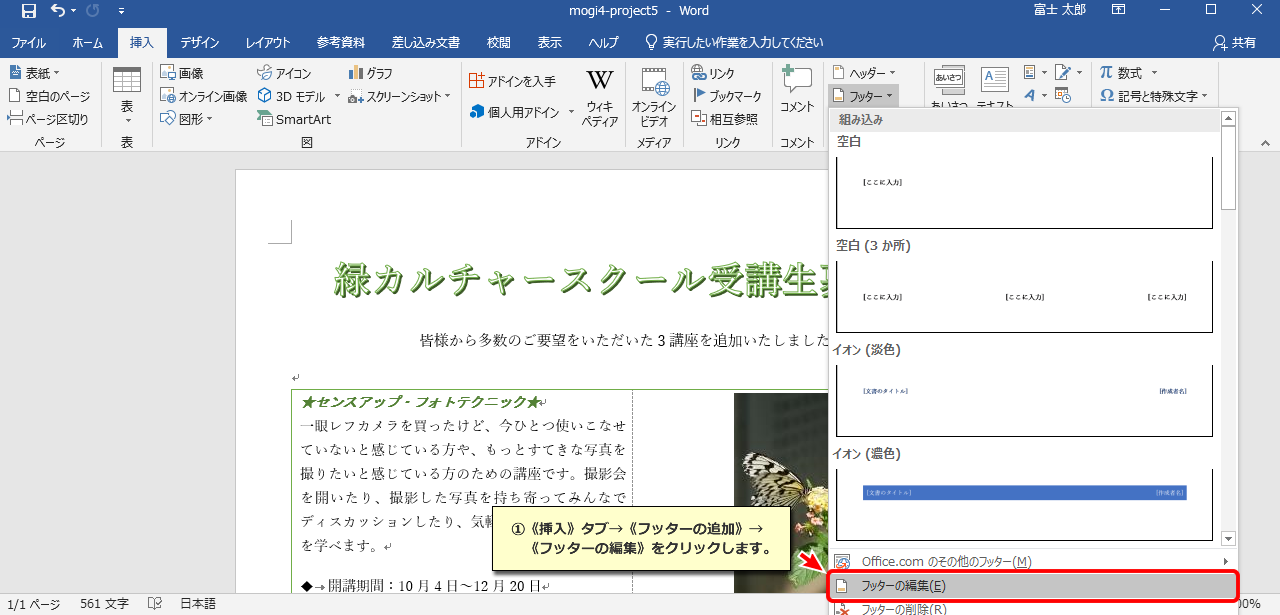 mogi4-project5 - Word
富士 太郎
ファイル ホーム 挿入 デザイン レイアウト 参考資料 差し込み文書 校閲 表示 ヘルプ 実行したい作業を入力してください 共有
表紙
空白のページ
ページ区切り
ページ
表
表
画像
オンライン画像
図形
アイコン
3D モデル
SmartArt
グラフ
スクリーンショット
図
アドインを入手
個人用アドイン
ウィキ
ペディア
アドイン
オンライン
ビデオ
メディア
リンク
ブックマーク
相互参照
リンク
コメント
コメント
ヘッダー
フッター
あいさつ
あいさつ テキスト
数式
記号と特殊文字
組み込み
空白
[ここに入力]
空白 (3 か所)
[ここに入力] [ここに入力] [ここに入力]
イオン (淡色)
[文書のタイトル] [作成者名]
イオン (濃色)
[文書のタイトル] [作成者名]
Office.com のその他のフッター(M)
フッターの編集(E)
フッターの削除(R)
緑カルチャースクール受講生募
皆様から多数のご要望をいただいた 3 講座を追加いたしました
★センスアップ‐フォトテクニック★
一眼レフカメラを買ったけど、今ひとつ使いこなせ
ていないと感じている方や、もっとすてきな写真を
撮りたいと感じている方のための講座です。撮影会
を開いたり、撮影した写真を持ち寄ってみんなで
ディスカッションしたり、気軽
を学べます。
◆→開講期間：10 月 4 日～12 月 20 日
①《挿入》タブ→《フッターの追加》→
《フッターの編集》をクリックします。
1/1 ページ 561 文字 日本語
00%